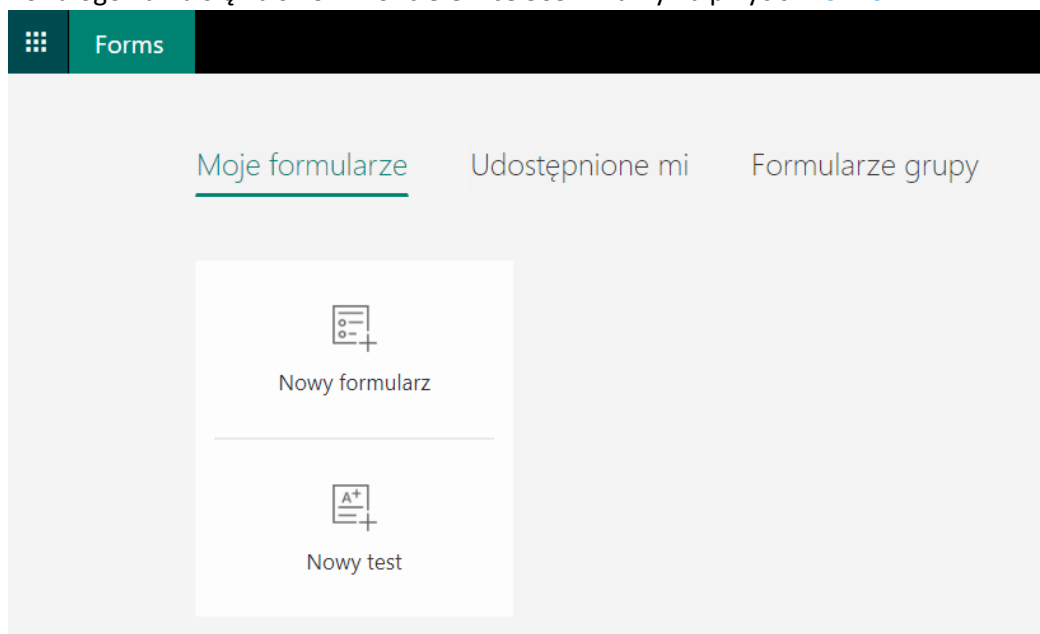 Forms
Moje formularze Udostępnione mi Formularze grupy
Nowy formularz
A+
Nowy test